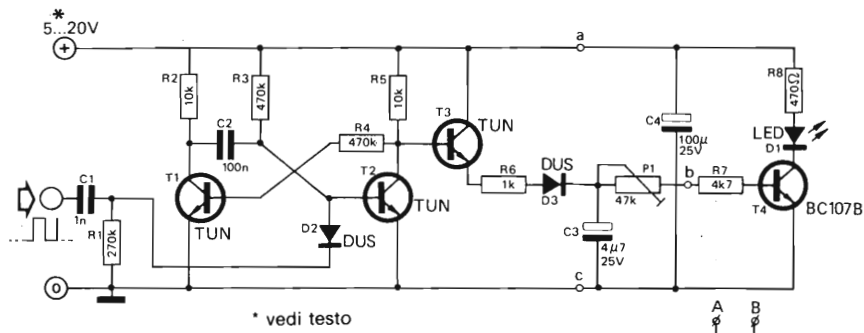 *
5...20V
+
R2
10k
R3
470k
R5
10k
C2
100n
R4
470k
T1
TUN
T2
TUN
T3
TUN
C1
1n
R1
270k
D2
DUS
R6
1k
DUS
D3
P1
47k
C3
4µ7
25V
a
b
c
C4
100µ
25V
R7
4k7
R8
470Ω
LED
D1
T4
BC107B
0
* vedi testo
A
B